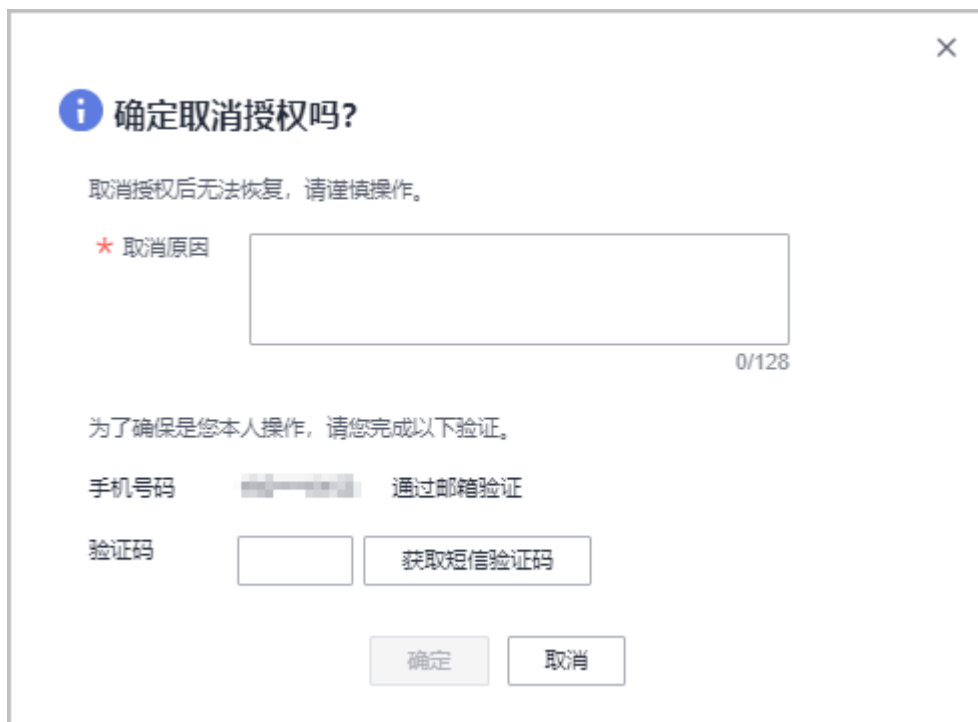 确定取消授权吗?
取消授权后无法恢复，请谨慎操作。
* 取消原因
0/128
为了确保是您本人操作，请您完成以下验证。
手机号码 通过邮箱验证
验证码 获取短信验证码
确定 取消